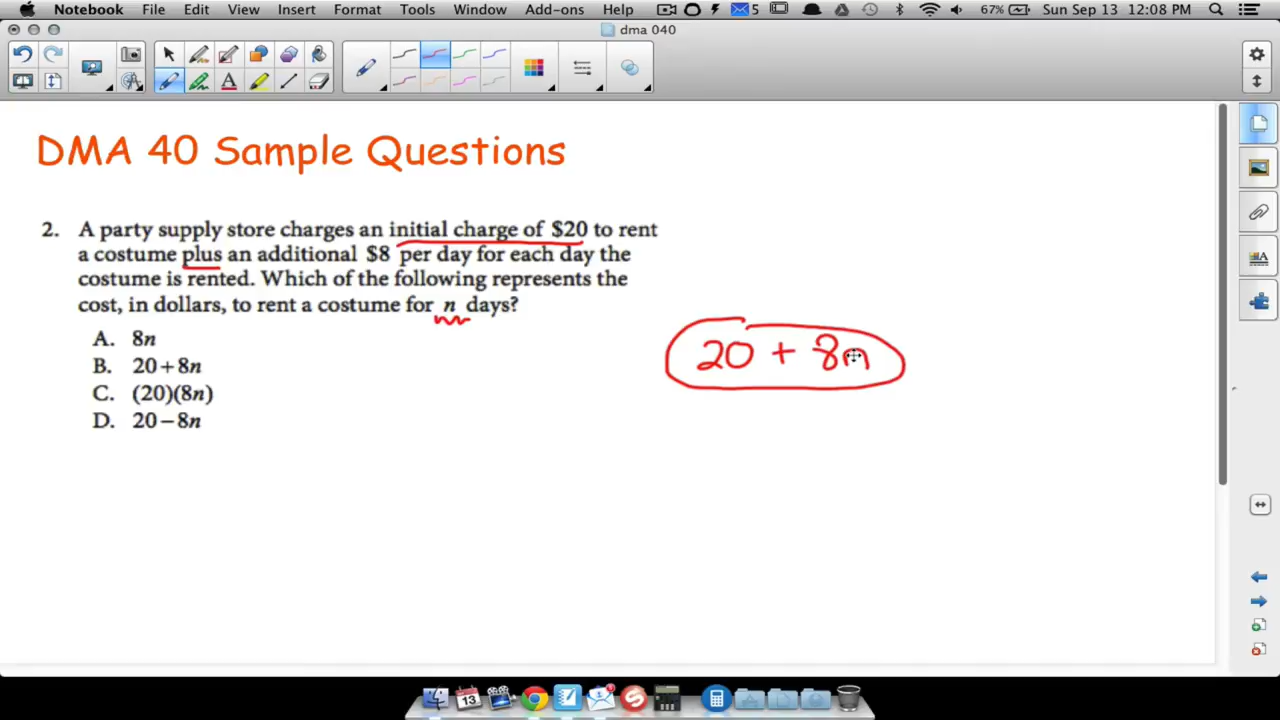 Notebook File Edit View Insert Format Tools Window Add-ons Help 5 67% Sun Sep 13 12:08 PM
dma 040
DMA 40 Sample Questions
2. A party supply store charges an initial charge of $20 to rent
a costume plus an additional $8 per day for each day the
costume is rented. Which of the following represents the
cost, in dollars, to rent a costume for n days?
A. 8n
B. 20+8n
C. (20)(8n)
D. 20−8n
20 + 8n
13